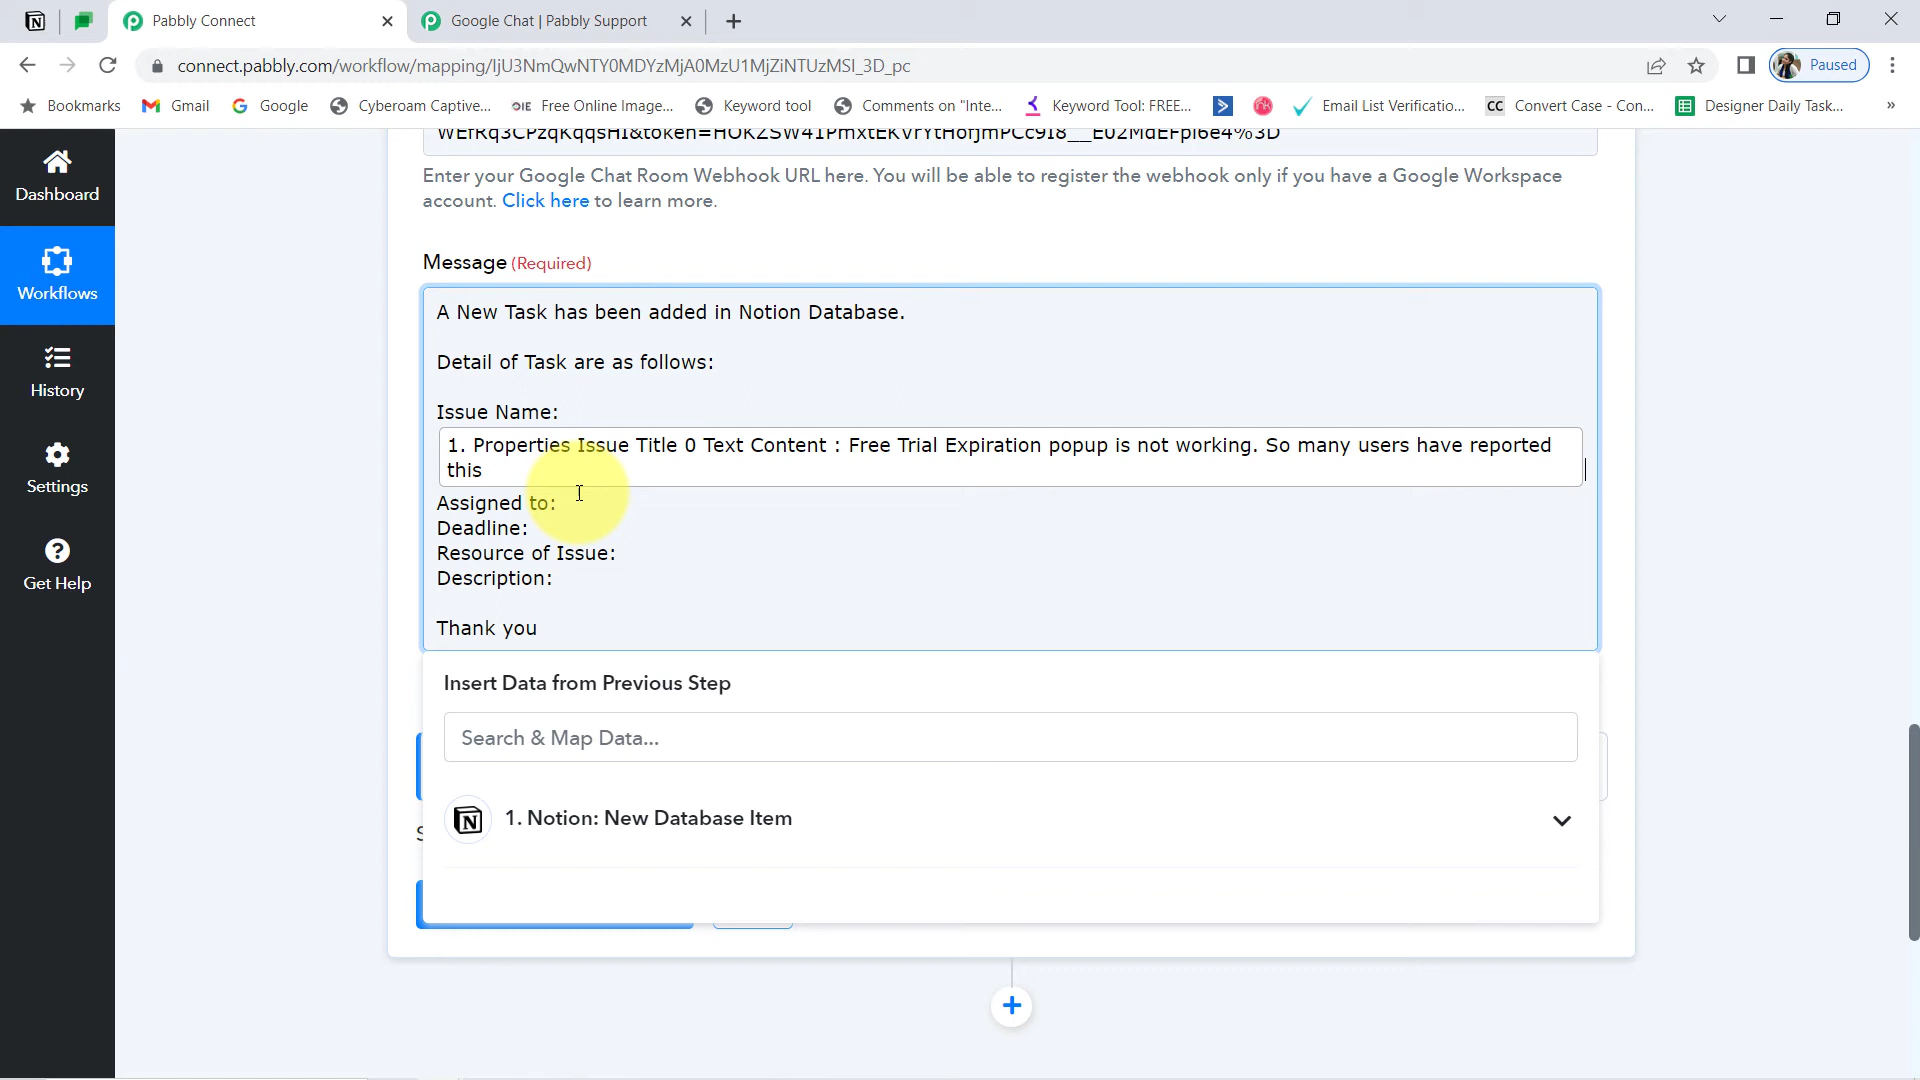 Pabbly Connect
Google Chat | Pabbly Support
connect.pabbly.com/workflow/mapping/IjU3NmQwNTY0MDYzMjA0MzU1MjZiNTUzMSI_3D_pc
Paused
Bookmarks
Gmail
Google
Cyberoam Captive...
Free Online Image...
Keyword tool
Comments on "Inte...
Keyword Tool: FREE...
Email List Verificatio...
CC Convert Case - Con...
Designer Daily Task...
»
Dashboard
Workflows
History
Settings
Get Help
Enter your Google Chat Room Webhook URL here. You will be able to register the webhook only if you have a Google Workspace
account. Click here to learn more.
Message (Required)
A New Task has been added in Notion Database.
Detail of Task are as follows:
Issue Name:
1. Properties Issue Title 0 Text Content : Free Trial Expiration popup is not working. So many users have reported
this
Assigned to:
Deadline:
Resource of Issue:
Description:
Thank you
Insert Data from Previous Step
Search & Map Data...
1. Notion: New Database Item